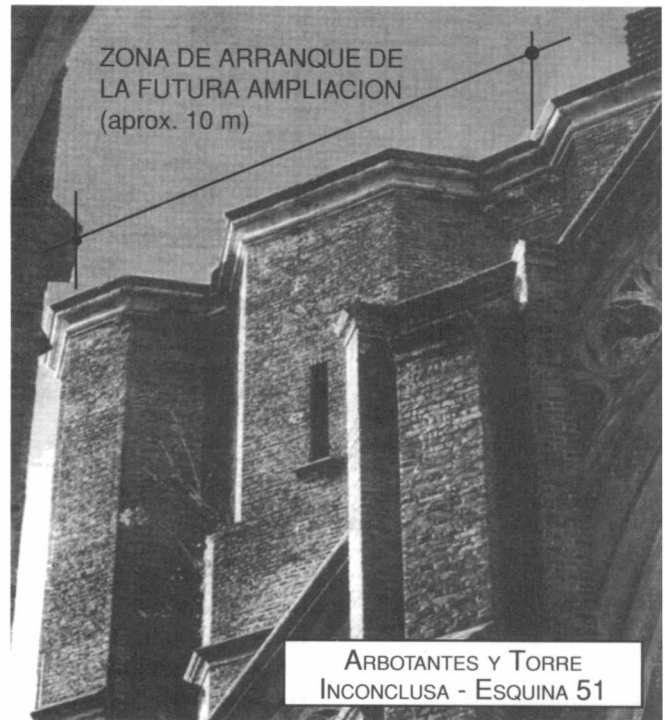 ZONA DE ARRANQUE DE
LA FUTURA AMPLIACION
(aprox. 10 m)
ARBOTANTES Y TORRE
INCONCLUSA - ESQUINA 51